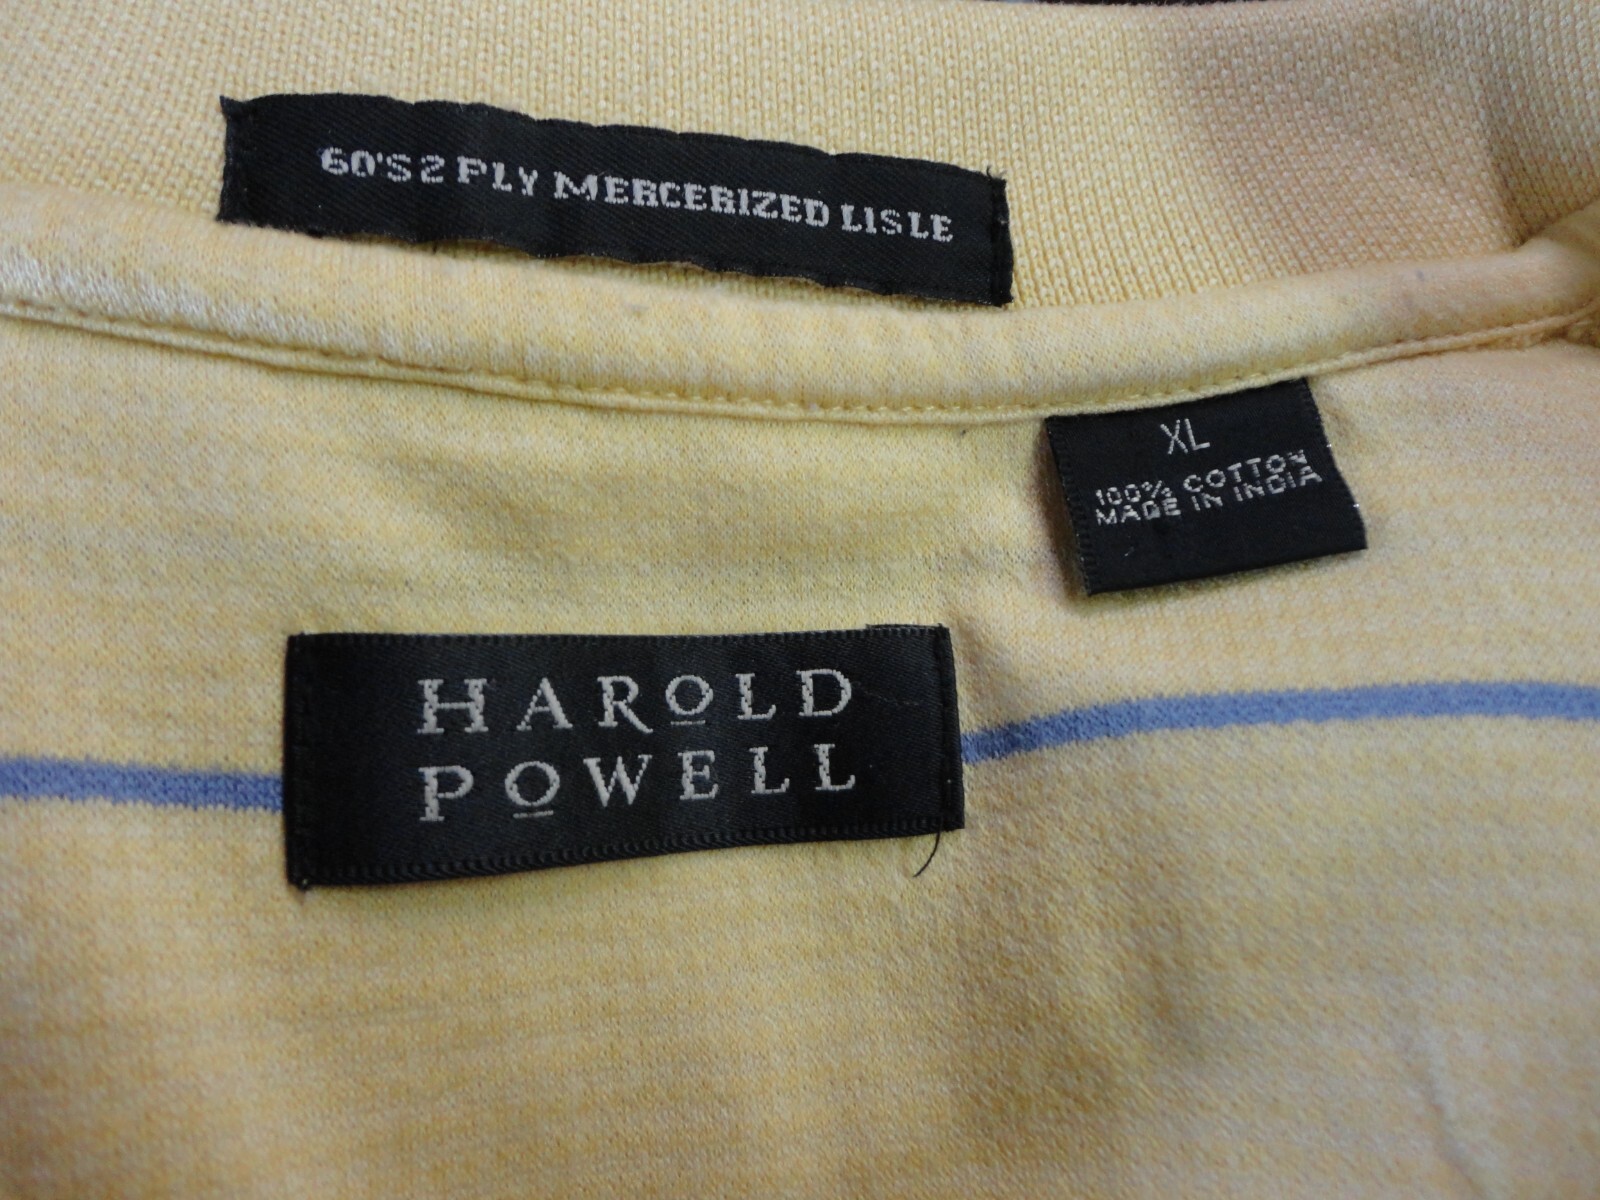 60'S 2 PLY MERCERIZED LISLE
XL
100% COTTON
MADE IN INDIA
HAROLD
POWELL